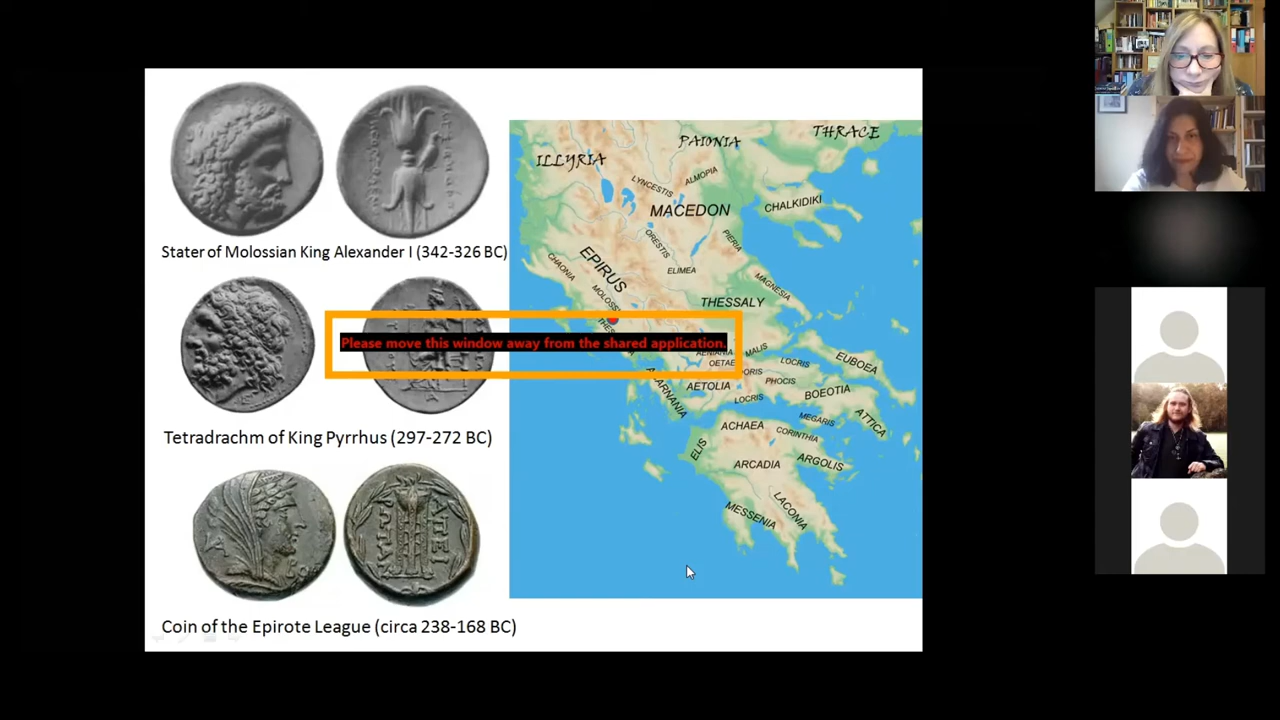 Stater of Molossian King Alexander I (342-326 BC)
Tetradrachm of King Pyrrhus (297-272 BC)
Coin of the Epirote League (circa 238-168 BC)
Please move this window away from the shared application.
ILLYRIA
PAIONIA
THRACE
LYNCESTIS
ALMOPIA
MACEDON
CHALKIDIKI
ORESTIS
PIERIA
EPIRUS
CHAONIA
ELIMEA
MAGNESIA
THESSALY
MALIS
OETAE
LOCRIS
EUBOEA
PHOCIS
AETOLIA
LOCRIS
BOEOTIA
ACHAEA
MEGARIS
ATTICA
CORINTHIA
ELIS
ARCADIA
ARGOLIS
MESSENIA
LACONIA
ΑΠΕΙ
ΡΩΤΑΝ